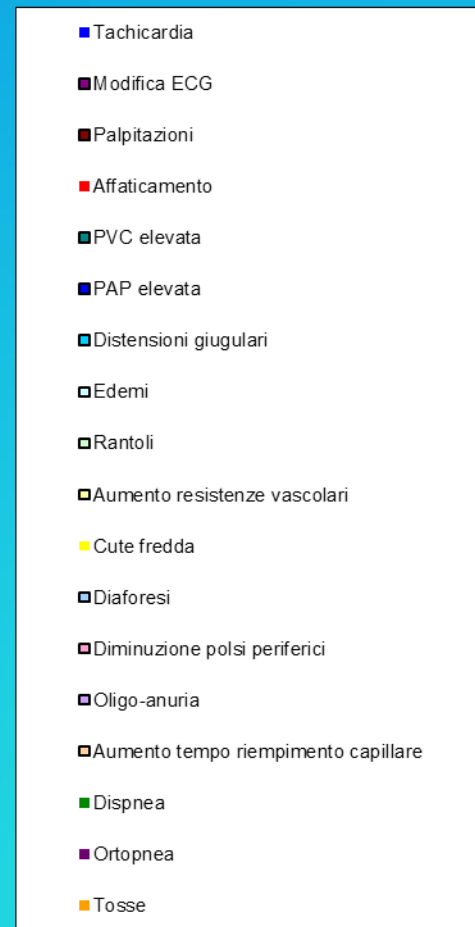 Tachicardia
Modifica ECG
Palpitazioni
Affaticamento
PVC elevata
PAP elevata
Distensioni giugulari
Edemi
Rantoli
Aumento resistenze vascolari
Cute fredda
Diaforesi
Diminuzione polsi periferici
Oligo-anuria
Aumento tempo riempimento capillare
Dispnea
Ortopnea
Tosse